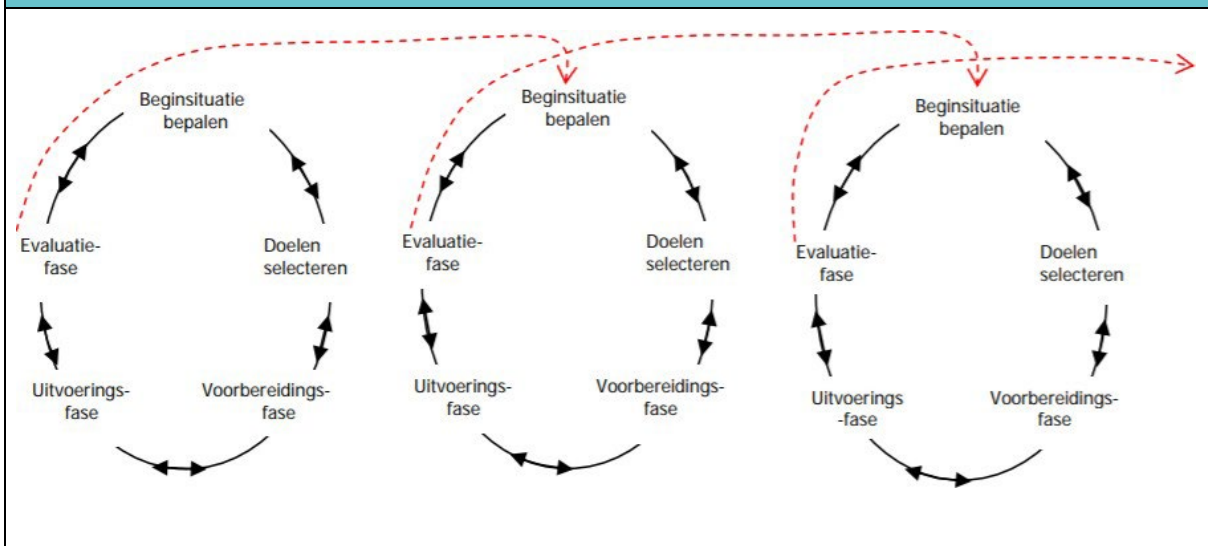 Beginsituatie
bepalen
Doelen
selecteren
Voorbereidings-
fase
Uitvoerings-
fase
Evaluatie-
fase
Beginsituatie
bepalen
Doelen
selecteren
Voorbereidings-
fase
Uitvoerings-
fase
Evaluatie-
fase
Beginsituatie
bepalen
Doelen
selecteren
Voorbereidings-
fase
Uitvoerings
-fase
Evaluatie-
fase